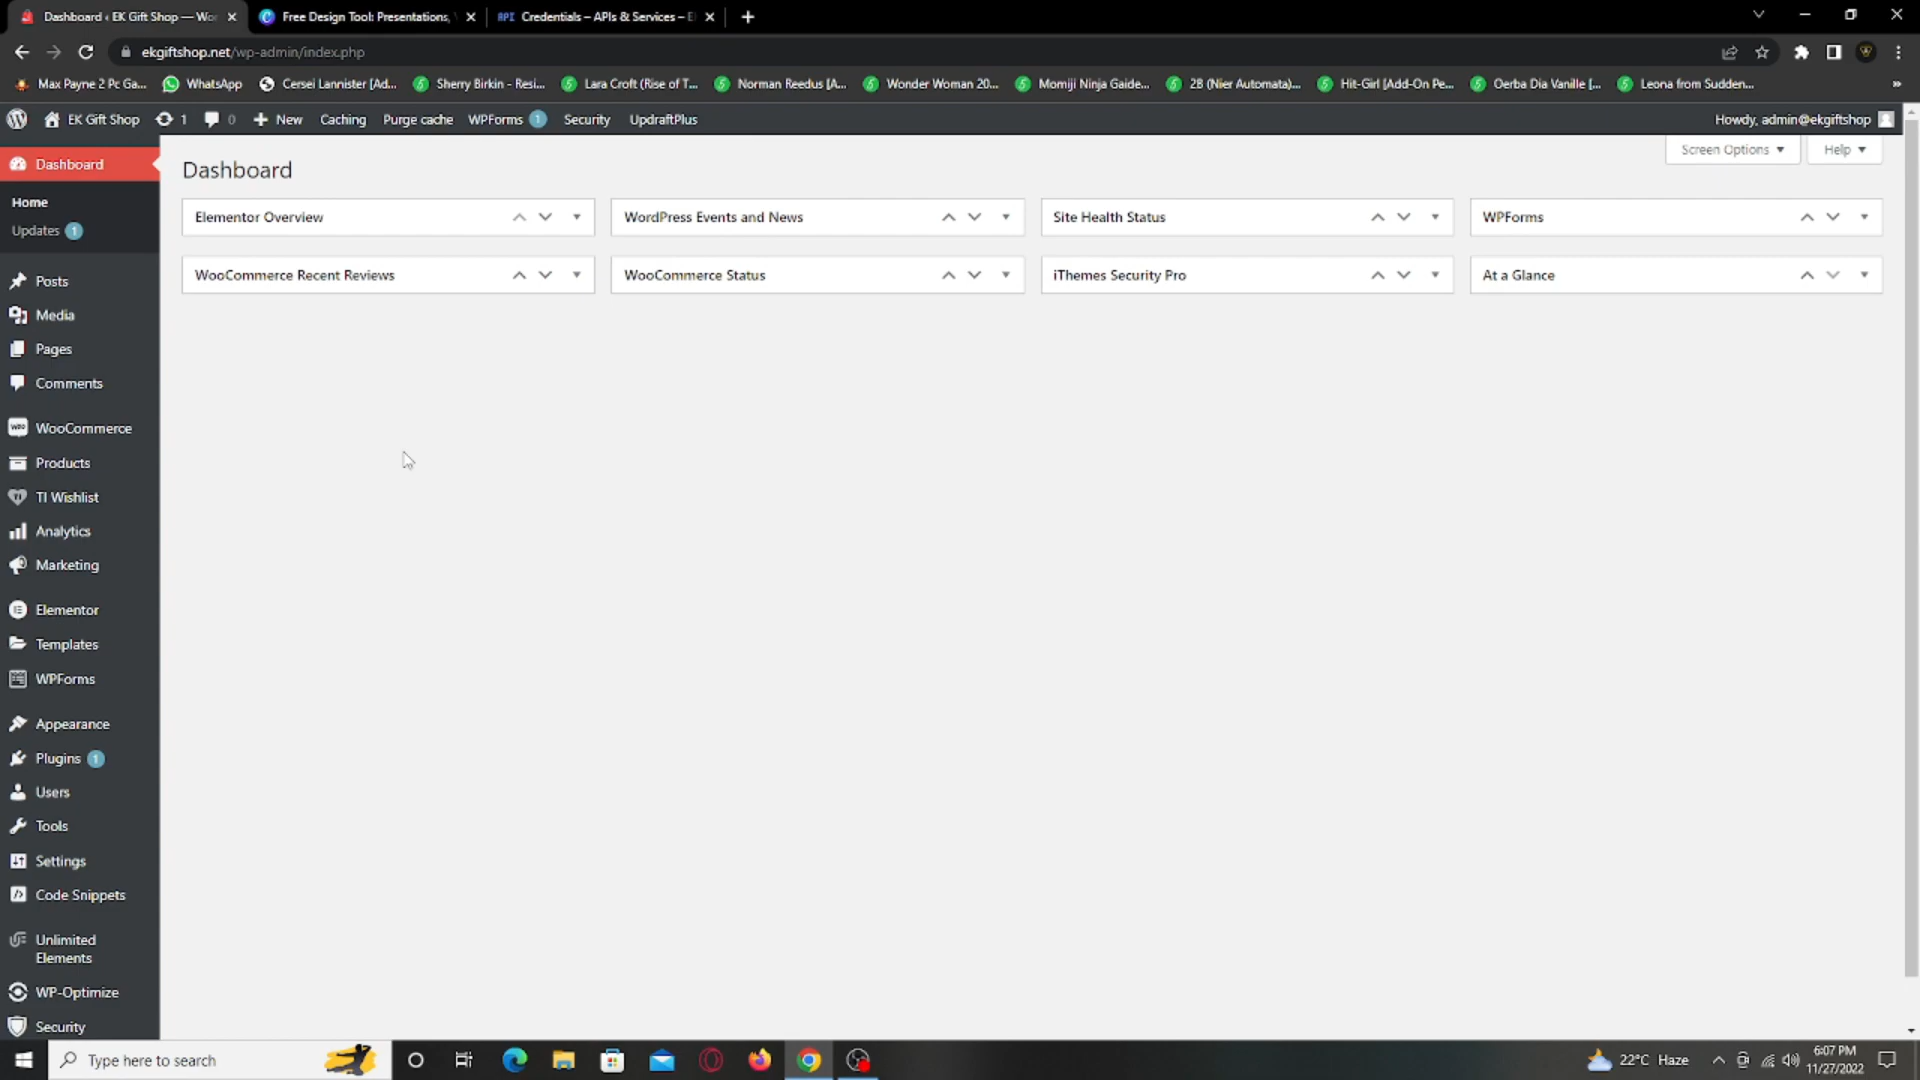 Dashboard ‹ EK Gift Shop — Wor
Free Design Tool: Presentations, V
API Credentials – APIs & Services – E
ekgiftshop.net/wp-admin/index.php
Max Payne 2 Pc Ga...
WhatsApp
Cersei Lannister [Ad...
Sherry Birkin - Resi...
Lara Croft (Rise of T...
Norman Reedus [A...
Wonder Woman 20...
Momiji Ninja Gaide...
2B (Nier Automata)...
Hit-Girl [Add-On Pe...
Oerba Dia Vanille [...
Leona from Sudden...
»
EK Gift Shop
1
0
New
Caching
Purge cache
WPForms 1
Security
UpdraftPlus
Howdy, admin@ekgiftshop
Dashboard
Home
Updates 1
Posts
Media
Pages
Comments
WooCommerce
Products
TI Wishlist
Analytics
Marketing
Elementor
Templates
WPForms
Appearance
Plugins 1
Users
Tools
Settings
Code Snippets
Unlimited
Elements
WP-Optimize
Security
Screen Options
Help
Dashboard
Elementor Overview
WordPress Events and News
Site Health Status
WPForms
WooCommerce Recent Reviews
WooCommerce Status
iThemes Security Pro
At a Glance
Type here to search
22°C Haze
6:07 PM
11/27/2022